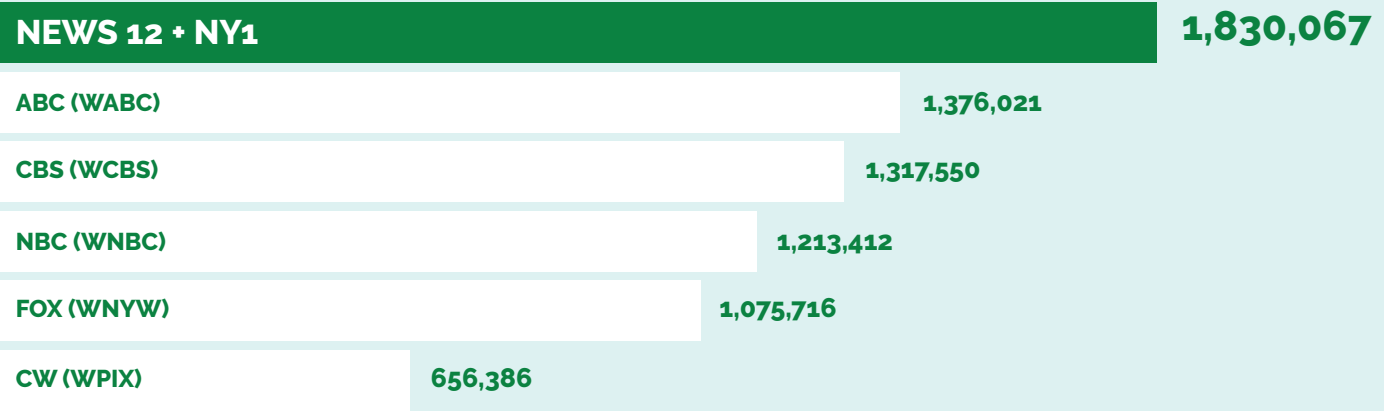 NEWS 12 + NY1 1,830,067
ABC (WABC) 1,376,021
CBS (WCBS) 1,317,550
NBC (WNBC) 1,213,412
FOX (WNYW) 1,075,716
CW (WPIX) 656,386